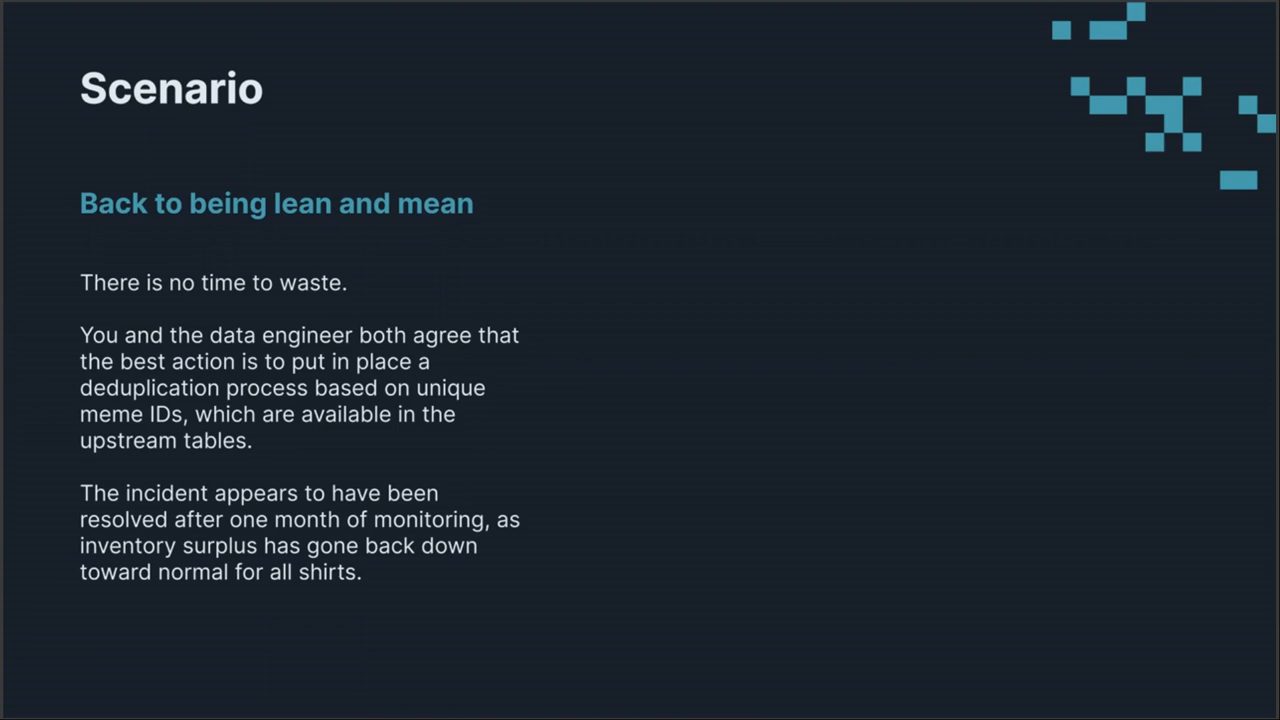 Scenario
Back to being lean and mean
There is no time to waste.
You and the data engineer both agree that
the best action is to put in place a
deduplication process based on unique
meme IDs, which are available in the
upstream tables.
The incident appears to have been
resolved after one month of monitoring, as
inventory surplus has gone back down
toward normal for all shirts.